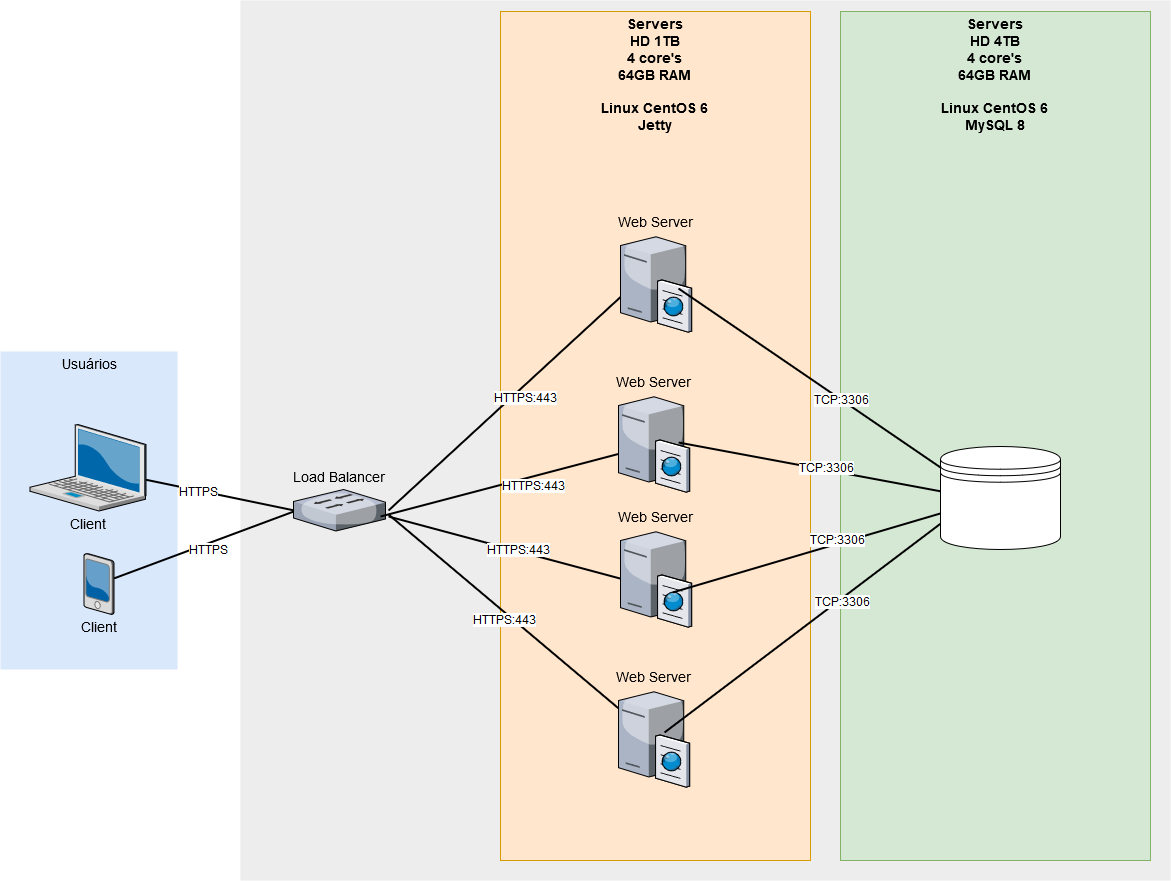 Servers
HD 1TB
4 core's
64GB RAM
Linux CentOS 6
Jetty
Servers
HD 4TB
4 core's
64GB RAM
Linux CentOS 6
MySQL 8
Usuários
Client
Client
HTTPS
HTTPS
Load Balancer
HTTPS:443
HTTPS:443
HTTPS:443
HTTPS:443
Web Server
Web Server
Web Server
Web Server
TCP:3306
TCP:3306
TCP:3306
TCP:3306